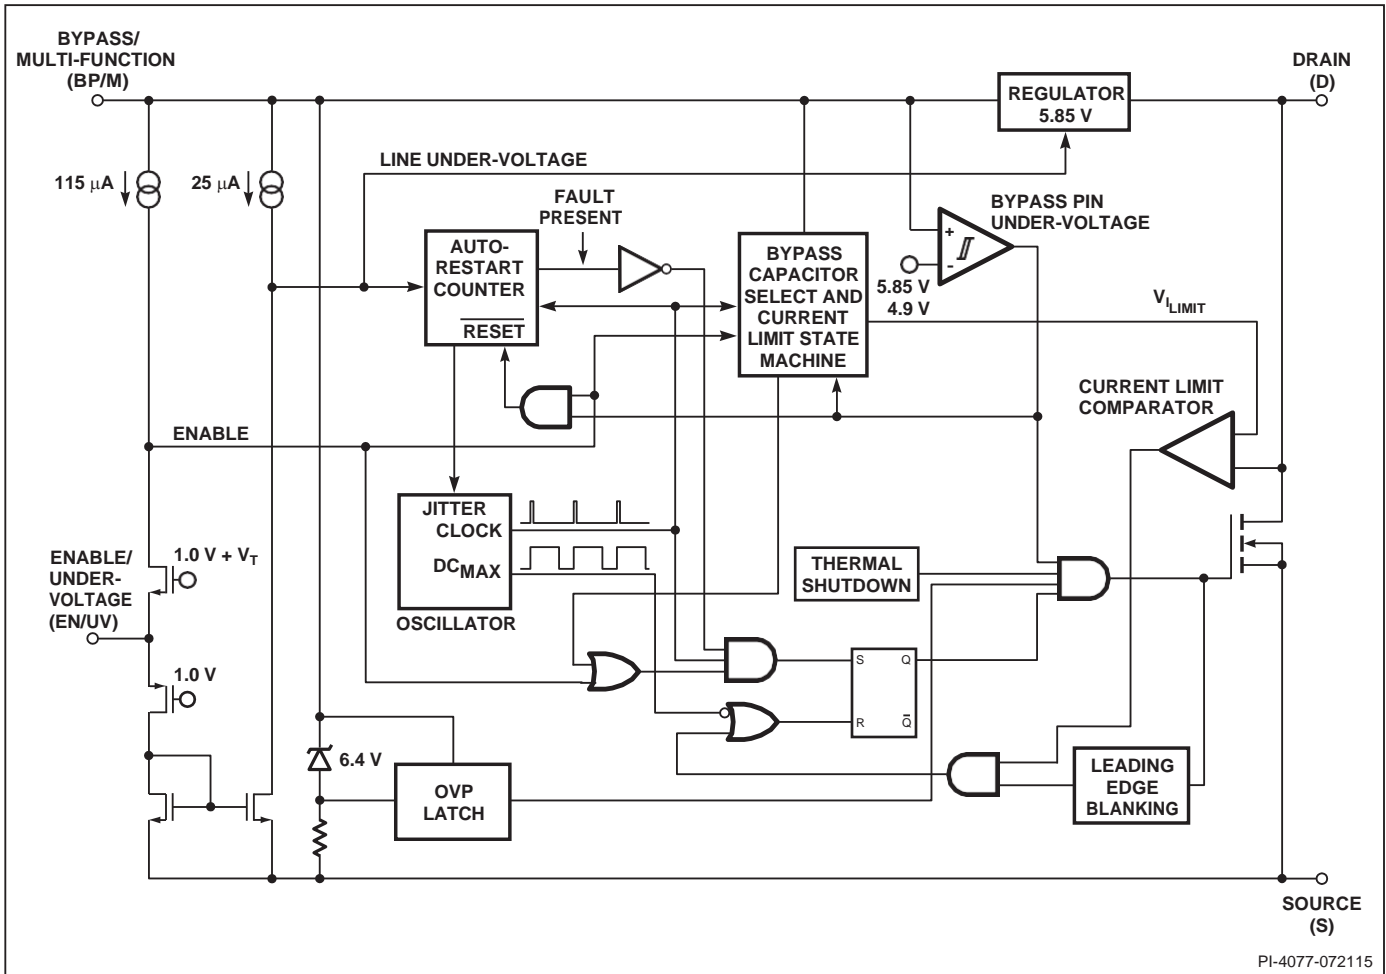 BYPASS/
MULTI-FUNCTION
(BP/M)
DRAIN
(D)
REGULATOR
5.85 V
LINE UNDER-VOLTAGE
115 μA
25 μA
FAULT
PRESENT
BYPASS PIN
UNDER-VOLTAGE
AUTO-
RESTART
COUNTER
RESET
BYPASS
CAPACITOR
SELECT AND
CURRENT
LIMIT STATE
MACHINE
+
-
5.85 V
4.9 V
VILIMIT
CURRENT LIMIT
COMPARATOR
ENABLE
JITTER
CLOCK
DCMAX
OSCILLATOR
1.0 V + VT
ENABLE/
UNDER-
VOLTAGE
(EN/UV)
1.0 V
THERMAL
SHUTDOWN
S Q
R Q̅
6.4 V
OVP
LATCH
LEADING
EDGE
BLANKING
SOURCE
(S)
PI-4077-072115